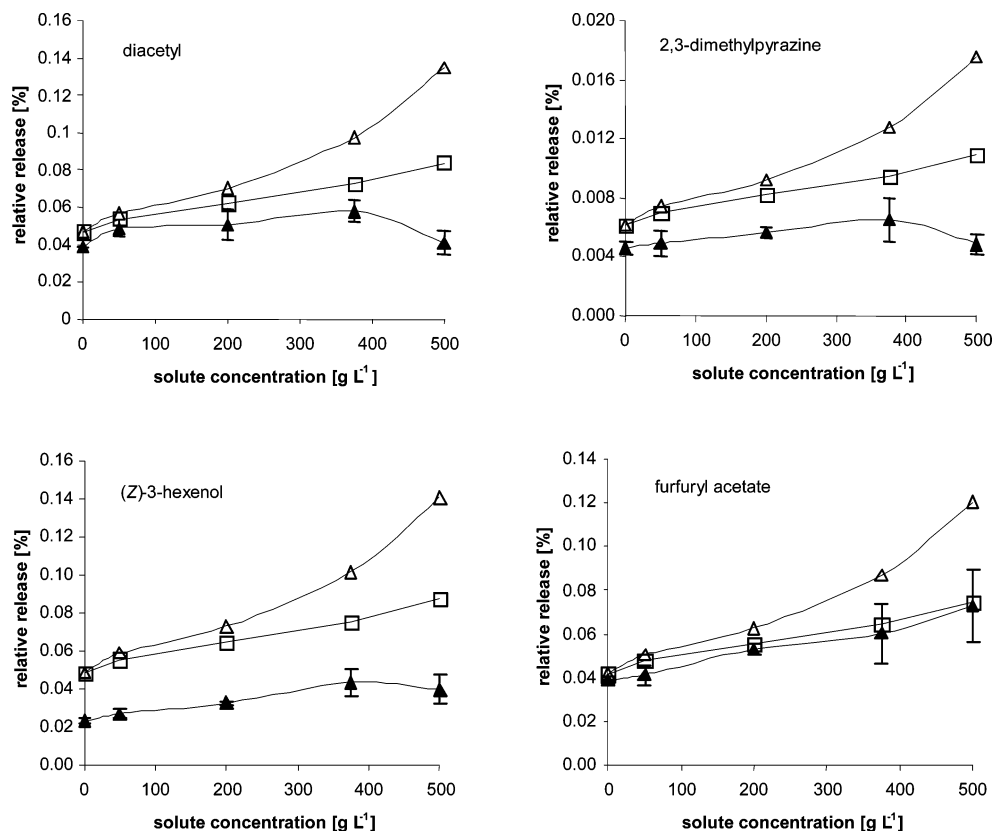 diacetyl
relative release [%]
0.16
0.14
0.12
0.10
0.08
0.06
0.04
0.02
0
0 100 200 300 400 500
solute concentration [g L-1]
2,3-dimethylpyrazine
relative release [%]
0.020
0.016
0.012
0.008
0.004
0.000
0 100 200 300 400 500
solute concentration [g L-1]
(Z)-3-hexenol
relative release [%]
0.16
0.14
0.12
0.10
0.08
0.06
0.04
0.02
0.00
0 100 200 300 400 500
solute concentration [g L-1]
furfuryl acetate
relative release [%]
0.14
0.12
0.10
0.08
0.06
0.04
0.02
0.00
0 100 200 300 400 500
solute concentration [g L-1]